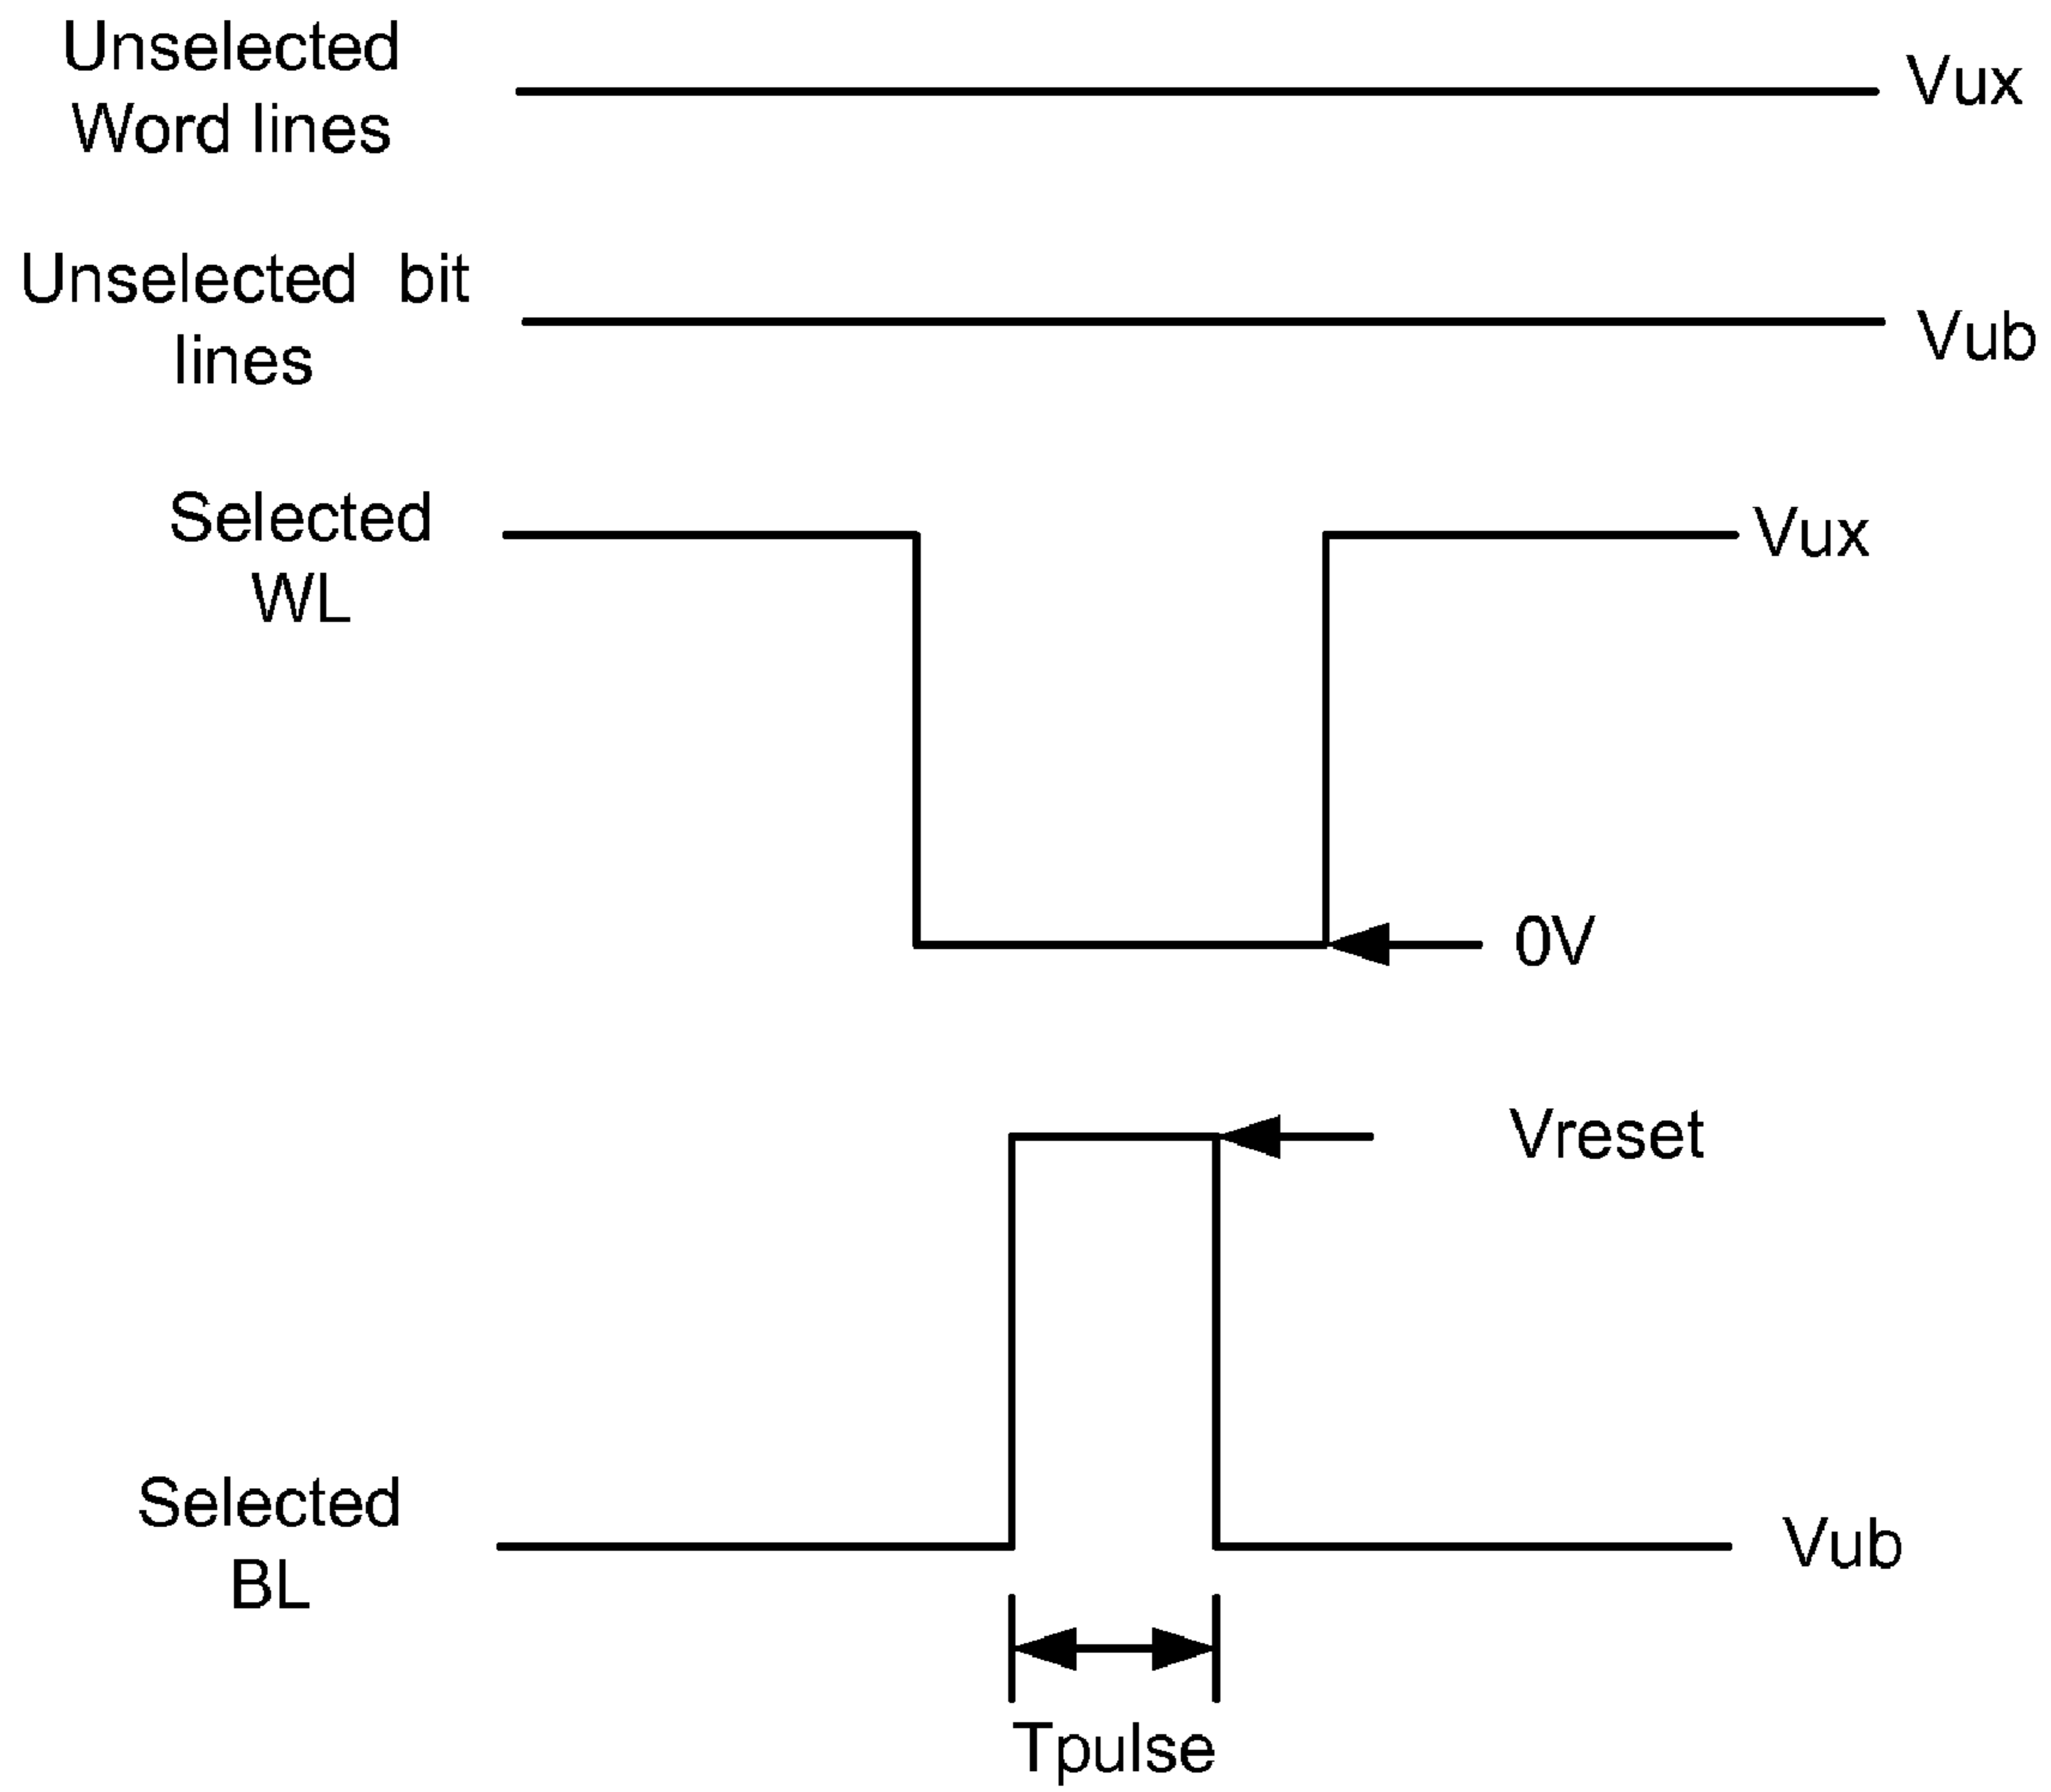 Unselected
Word lines
Vux
Unselected bit
lines
Vub
Selected
WL
Vux
0V
Vreset
Selected
BL
Vub
Tpulse